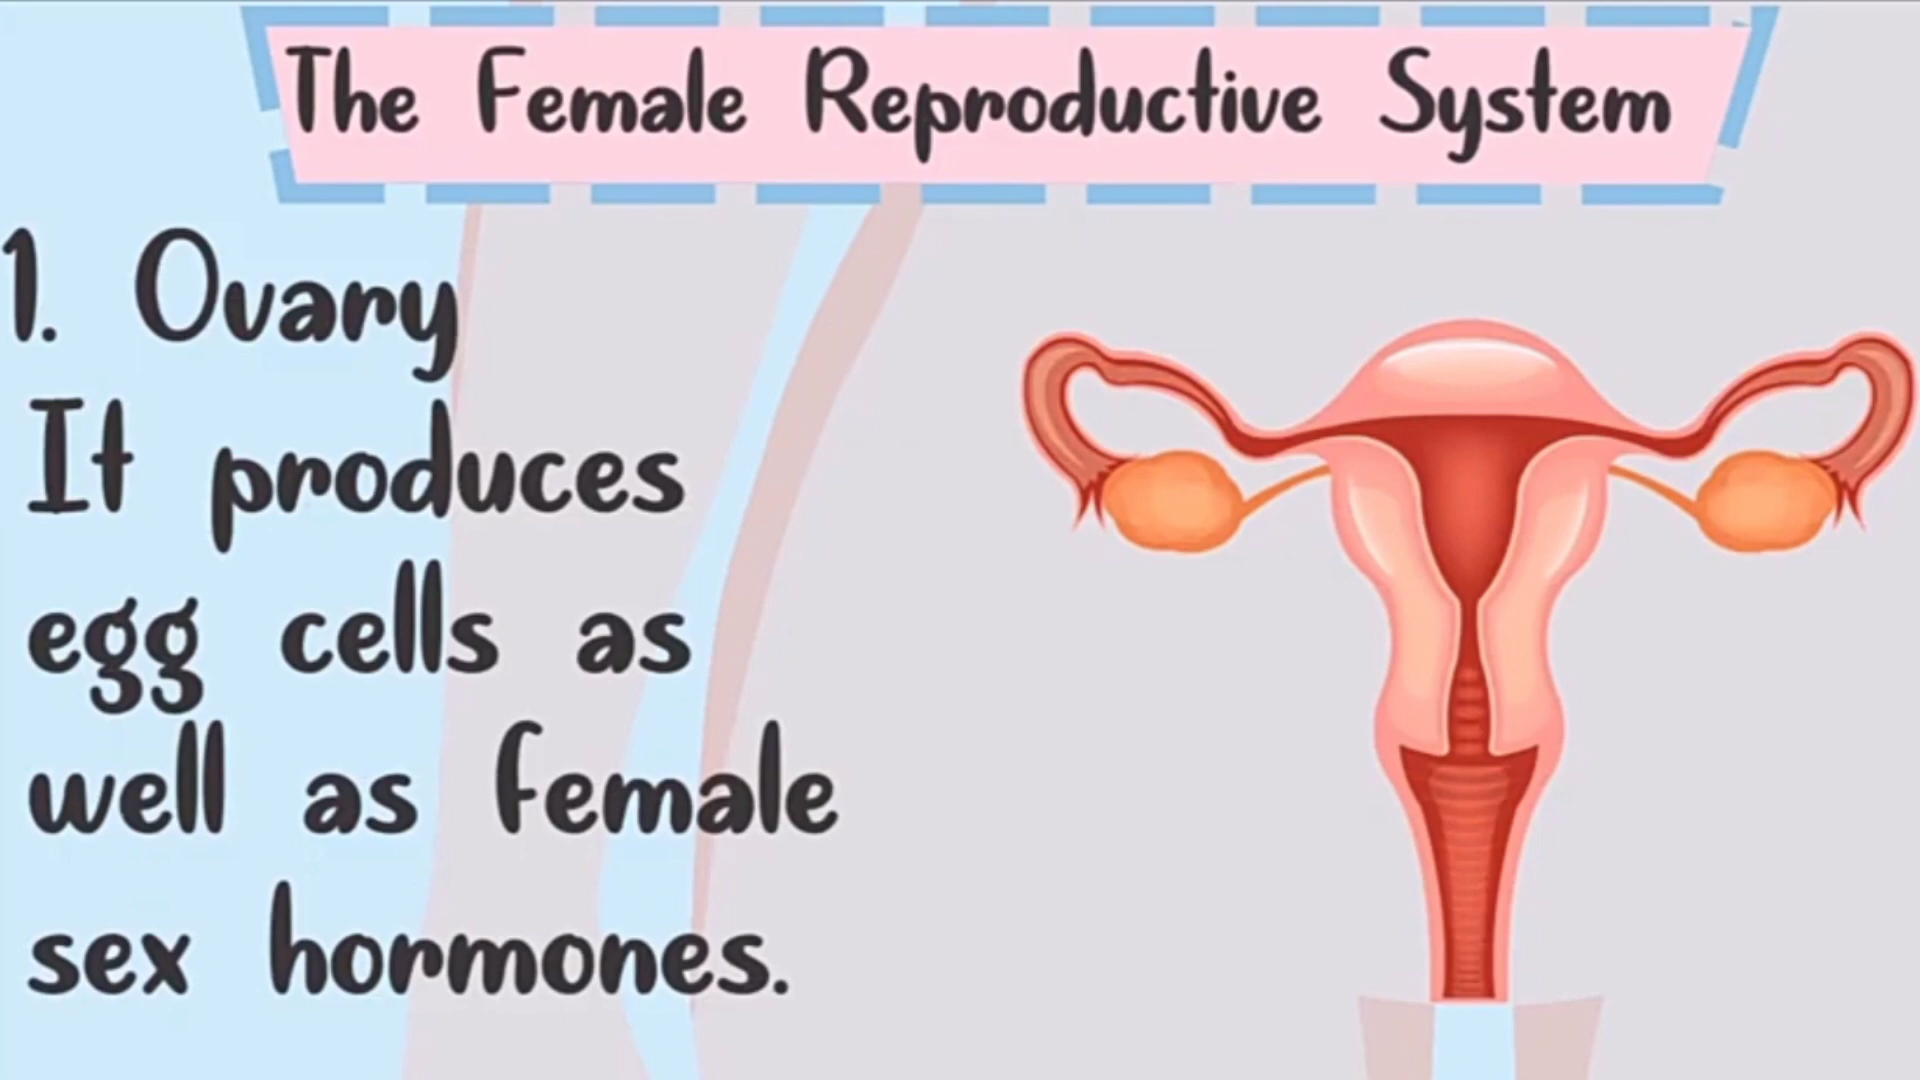 The Female Reproductive System
1. Ovary
It produces
egg cells as
well as female
sex hormones.